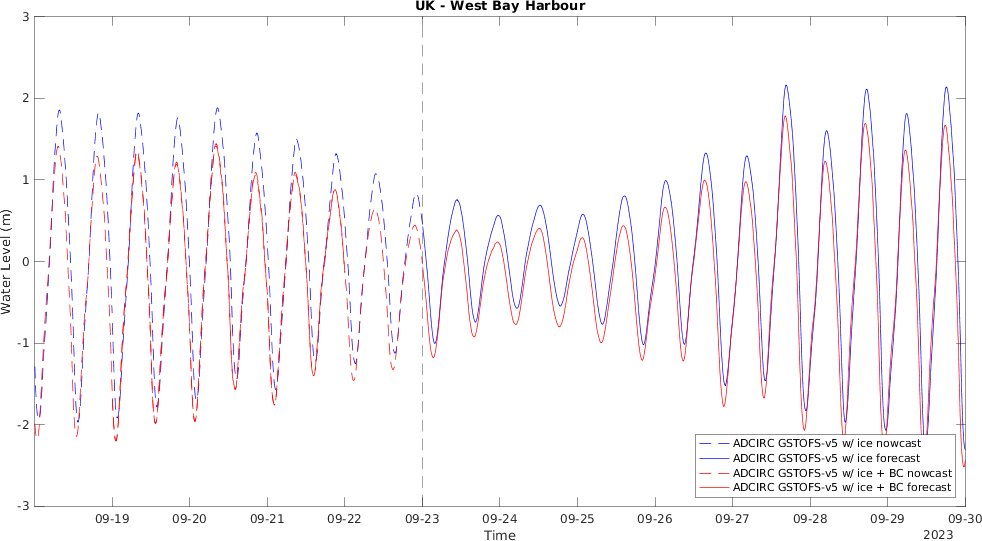 UK - West Bay Harbour
3
2
1
0
-1
-2
-3
Water Level (m)
ADCIRC GSTOFS-v5 w/ ice nowcast
ADCIRC GSTOFS-v5 w/ ice forecast
ADCIRC GSTOFS-v5 w/ ice + BC nowcast
ADCIRC GSTOFS-v5 w/ ice + BC forecast
09-19 09-20 09-21 09-22 09-23 09-24 09-25 09-26 09-27 09-28 09-29 09-30
Time
2023